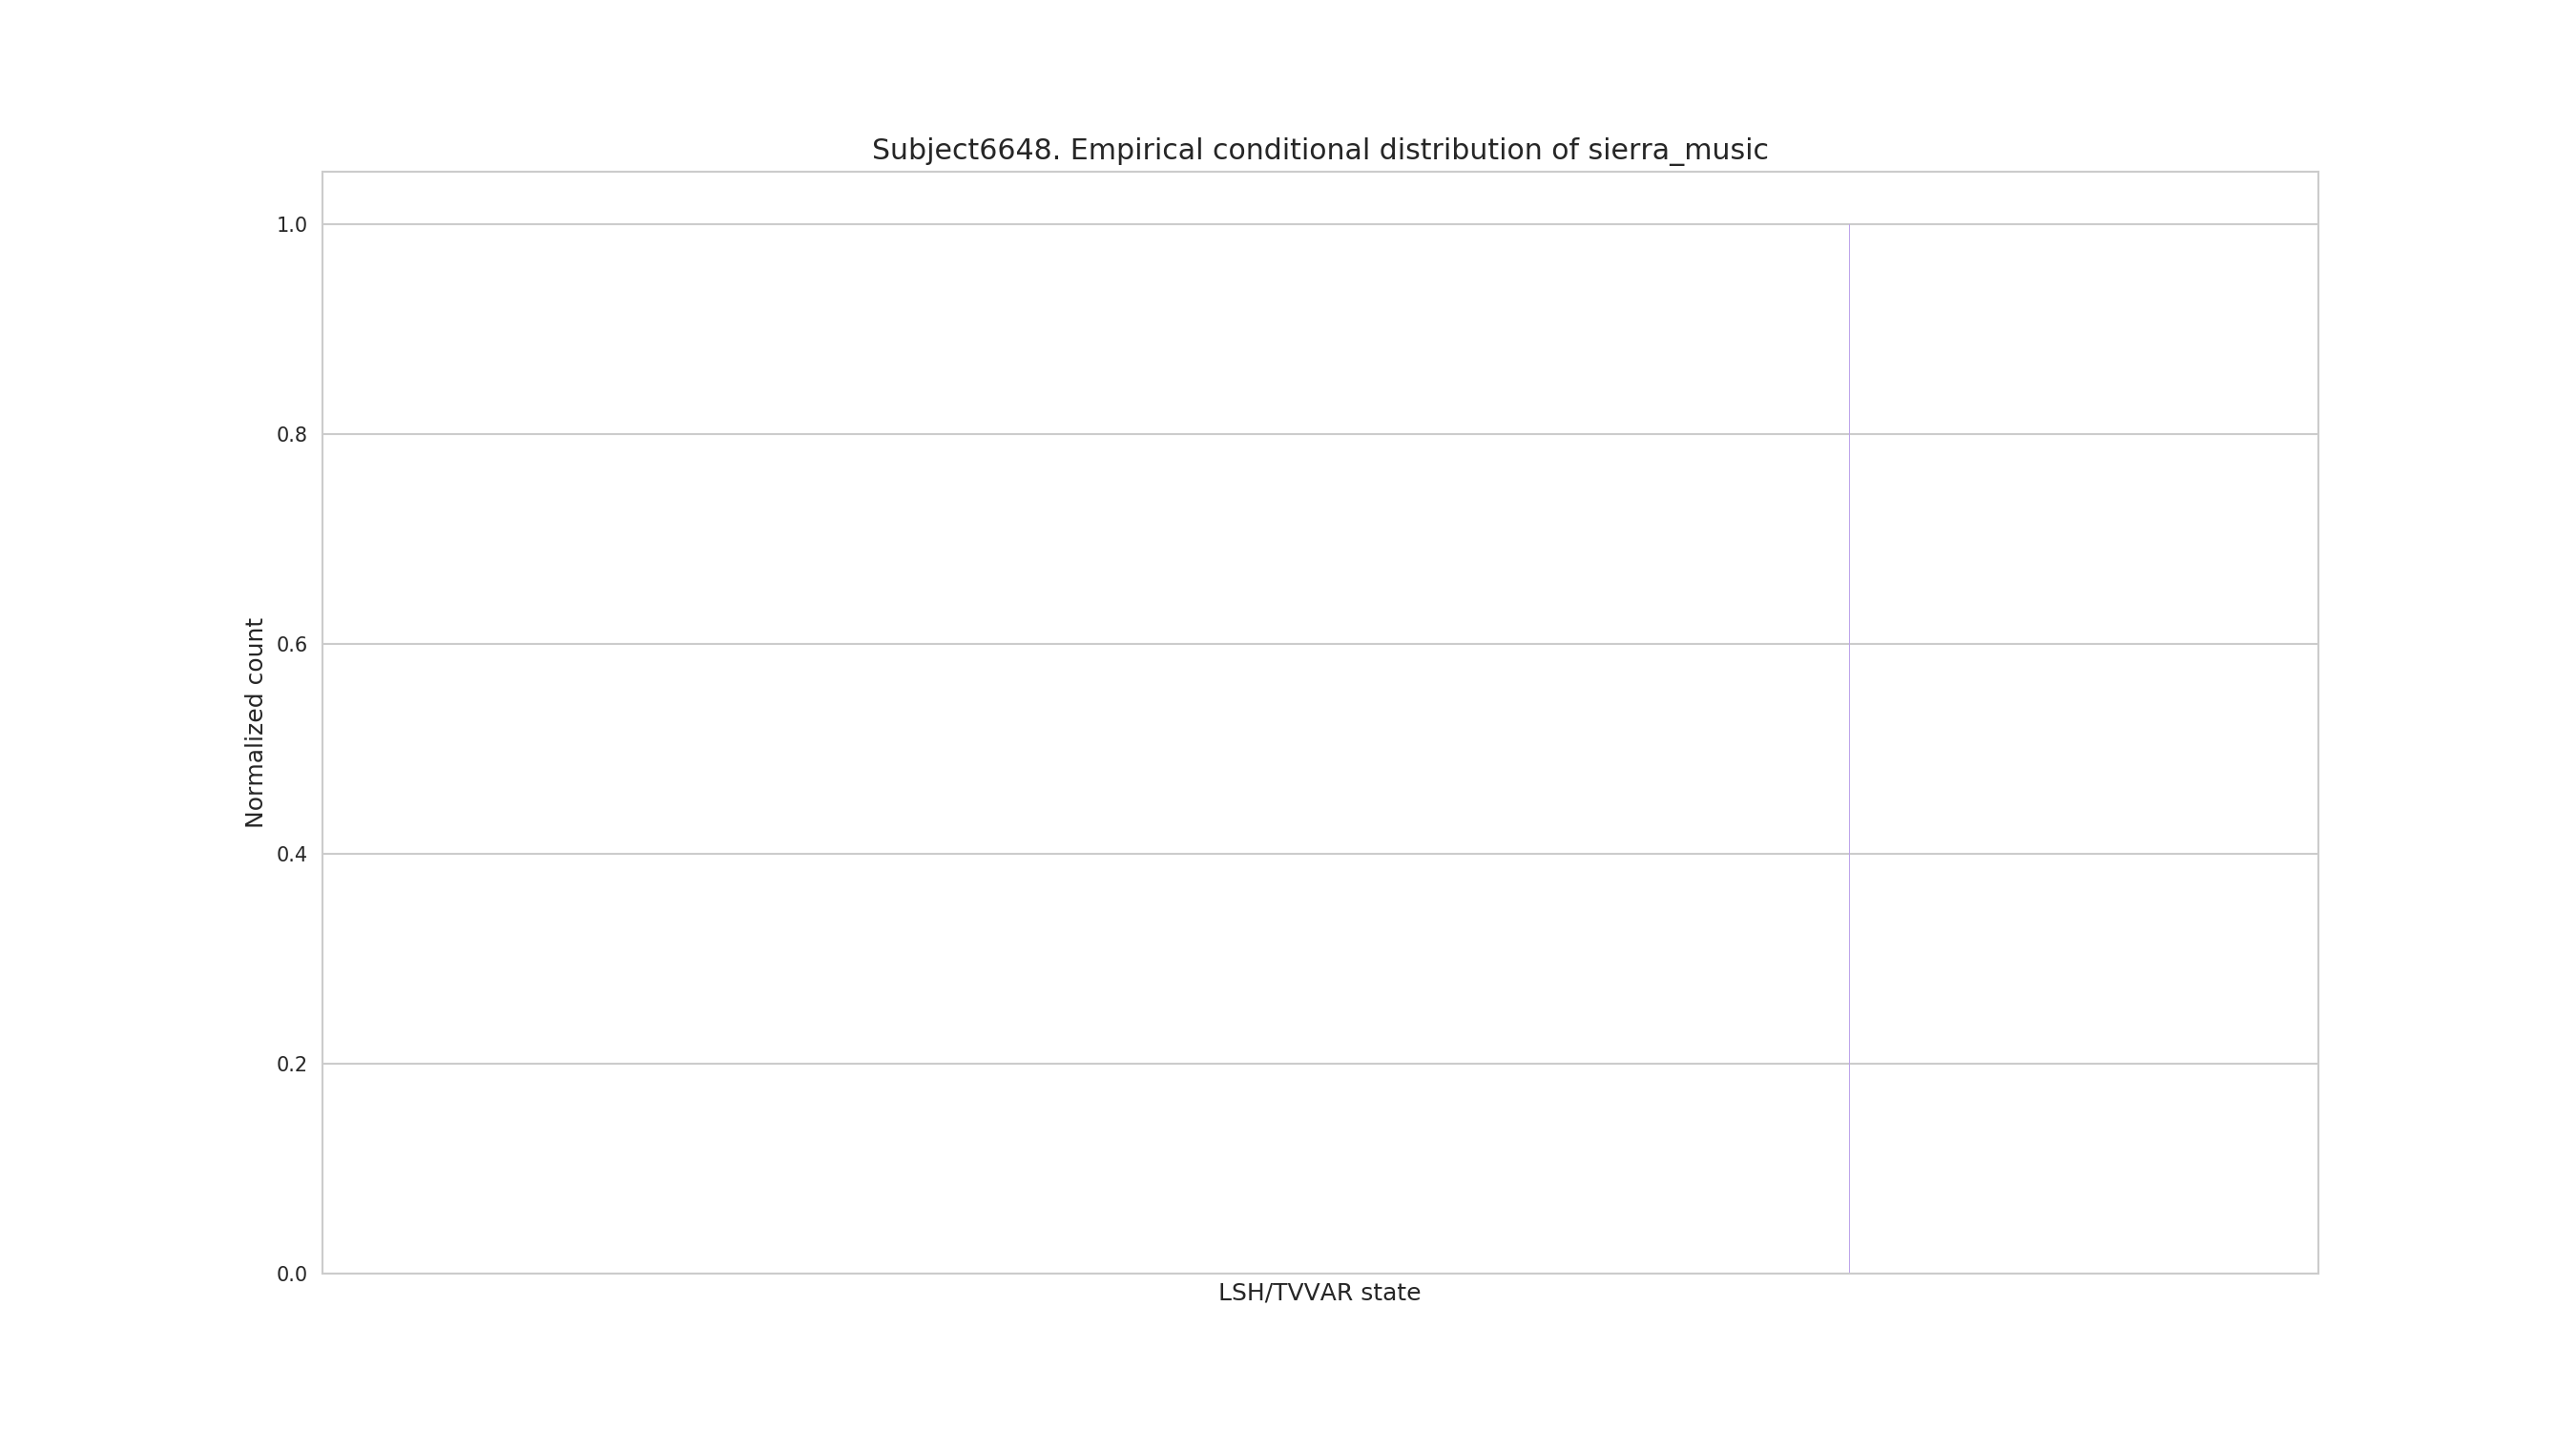 Subject6648. Empirical conditional distribution of sierra_music
1.0
0.8
0.6
0.4
0.2
0.0
Normalized count
LSH/TVVAR state